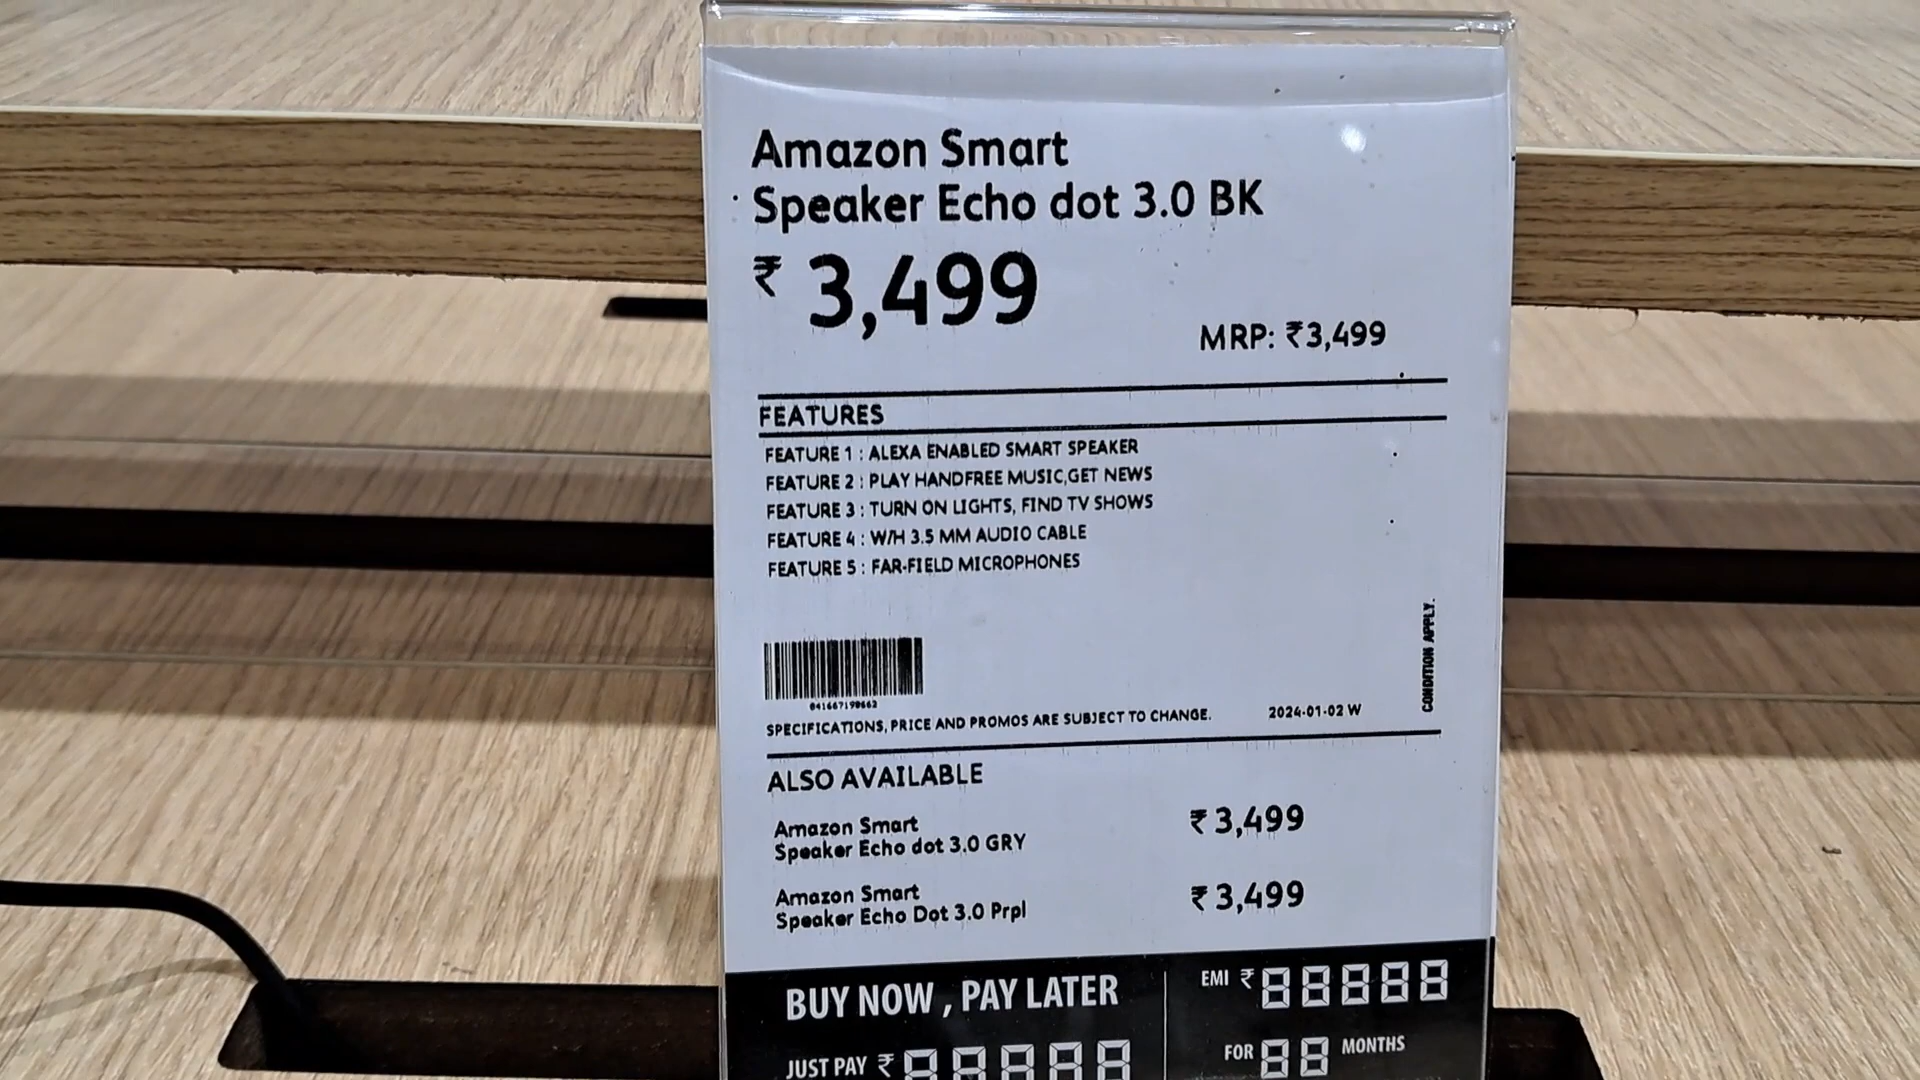 Amazon Smart
Speaker Echo dot 3.0 BK
₹ 3,499
MRP: ₹3,499
FEATURES
FEATURE 1 : ALEXA ENABLED SMART SPEAKER
FEATURE 2 : PLAY HANDFREE MUSIC,GET NEWS
FEATURE 3 : TURN ON LIGHTS, FIND TV SHOWS
FEATURE 4 : W/H 3.5 MM AUDIO CABLE
FEATURE 5 : FAR-FIELD MICROPHONES
CONDITION APPLY.
SPECIFICATIONS, PRICE AND PROMOS ARE SUBJECT TO CHANGE. 2024-01-02 W
ALSO AVAILABLE
Amazon Smart
Speaker Echo dot 3.0 GRY ₹ 3,499
Amazon Smart
Speaker Echo Dot 3.0 Prpl ₹ 3,499
BUY NOW , PAY LATER
EMI ₹ 88888
JUST PAY ₹ 88888
FOR 88 MONTHS